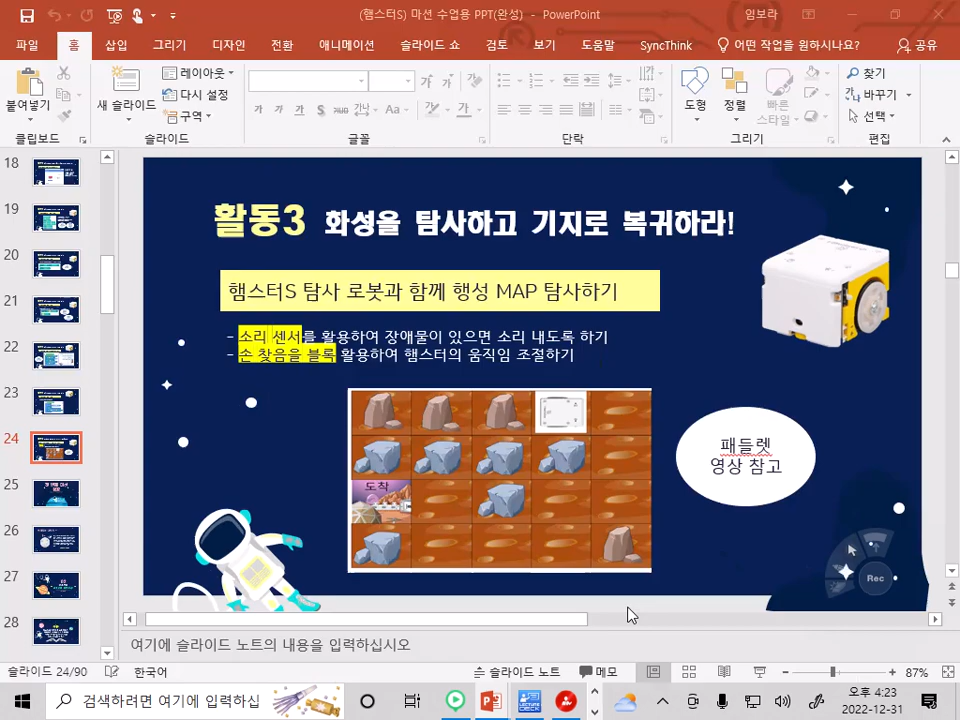 (햄스터S) 마션 수업용 PPT(완성) - PowerPoint
임보라
파일 홈 삽입 그리기 디자인 전환 애니메이션 슬라이드 쇼 검토 보기 도움말 SyncThink 어떤 작업을 원하시나요? 공유
붙여넣기
새 슬라이드
레이아웃
다시 설정
구역
도형
정렬
빠른 스타일
찾기
바꾸기
선택
클립보드 슬라이드 글꼴 단락 그리기 편집
18
19
20
21
22
23
24
25
26
27
28
활동3 화성을 탐사하고 기지로 복귀하라!
햄스터S 탐사 로봇과 함께 행성 MAP 탐사하기
- 소리 센서를 활용하여 장애물이 있으면 소리 내도록 하기
- 손 찾음을 블록 활용하여 햄스터의 움직임 조절하기
도착
패들렛
영상 참고
Rec
여기에 슬라이드 노트의 내용을 입력하십시오
슬라이드 24/90 한국어 슬라이드 노트 메모 87%
검색하려면 여기에 입력하십
오후 4:23
2022-12-31